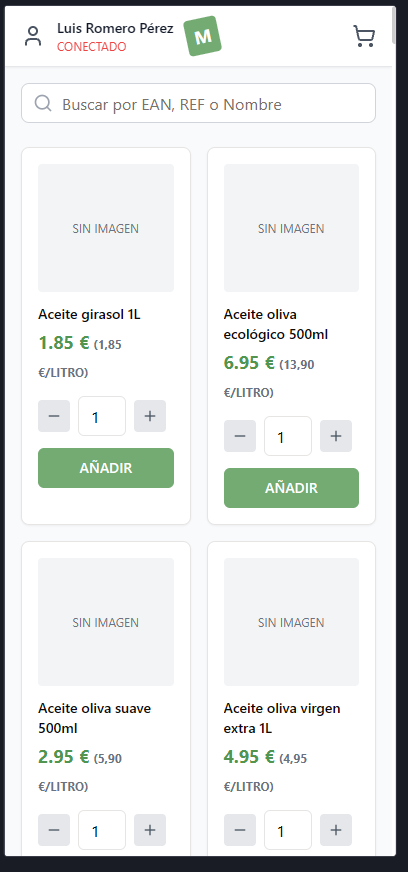 Luis Romero Pérez
CONECTADO
M
Buscar por EAN, REF o Nombre
SIN IMAGEN
Aceite girasol 1L
1.85 € (1,85
€/LITRO)
1
AÑADIR
SIN IMAGEN
Aceite oliva
ecológico 500ml
6.95 € (13,90
€/LITRO)
1
AÑADIR
SIN IMAGEN
Aceite oliva suave
500ml
2.95 € (5,90
€/LITRO)
1
SIN IMAGEN
Aceite oliva virgen
extra 1L
4.95 € (4,95
€/LITRO)
1